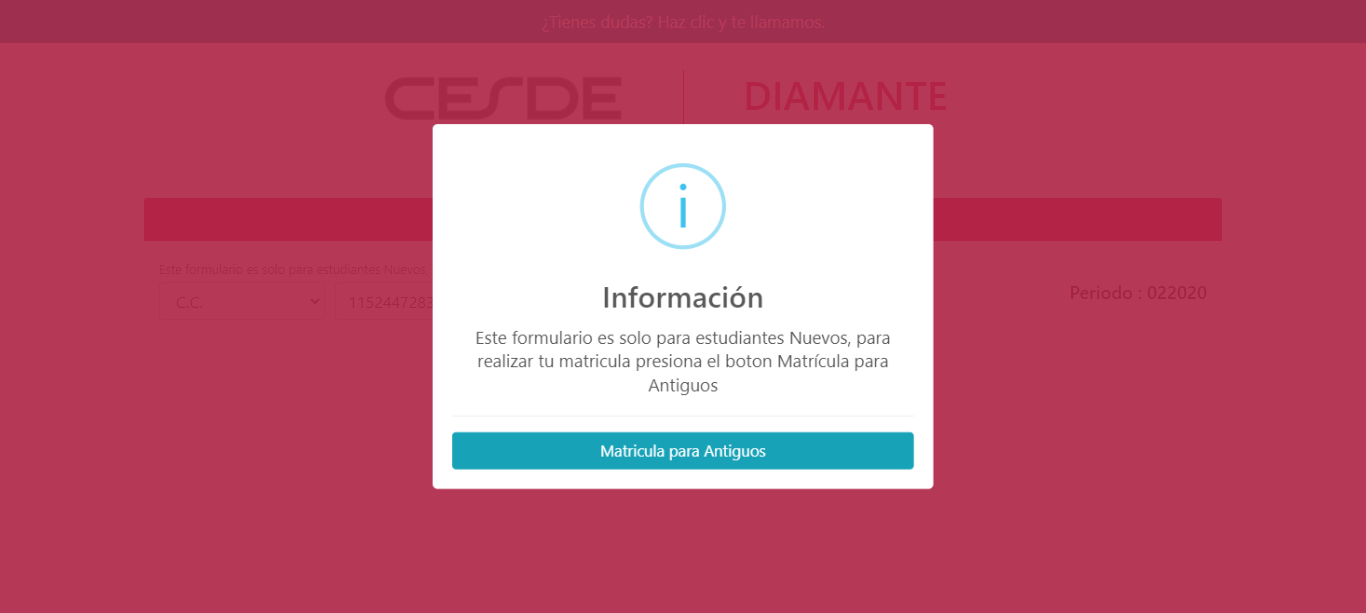 ¿Tienes dudas? Haz clic y te llamamos.
CESDE
DIAMANTE
Este formulario es solo para estudiantes Nuevos,
C.C.
1152447283
Periodo : 022020
Información
Este formulario es solo para estudiantes Nuevos, para
realizar tu matricula presiona el boton Matrícula para
Antiguos
Matricula para Antiguos